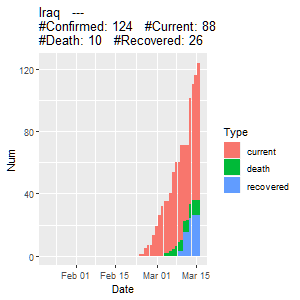 Iraq --- 
#Confirmed: 124 #Current: 88
#Death: 10 #Recovered: 26
120
80
40
0
Num
Feb 01 Feb 15 Mar 01 Mar 15
Date
Type
current
death
recovered